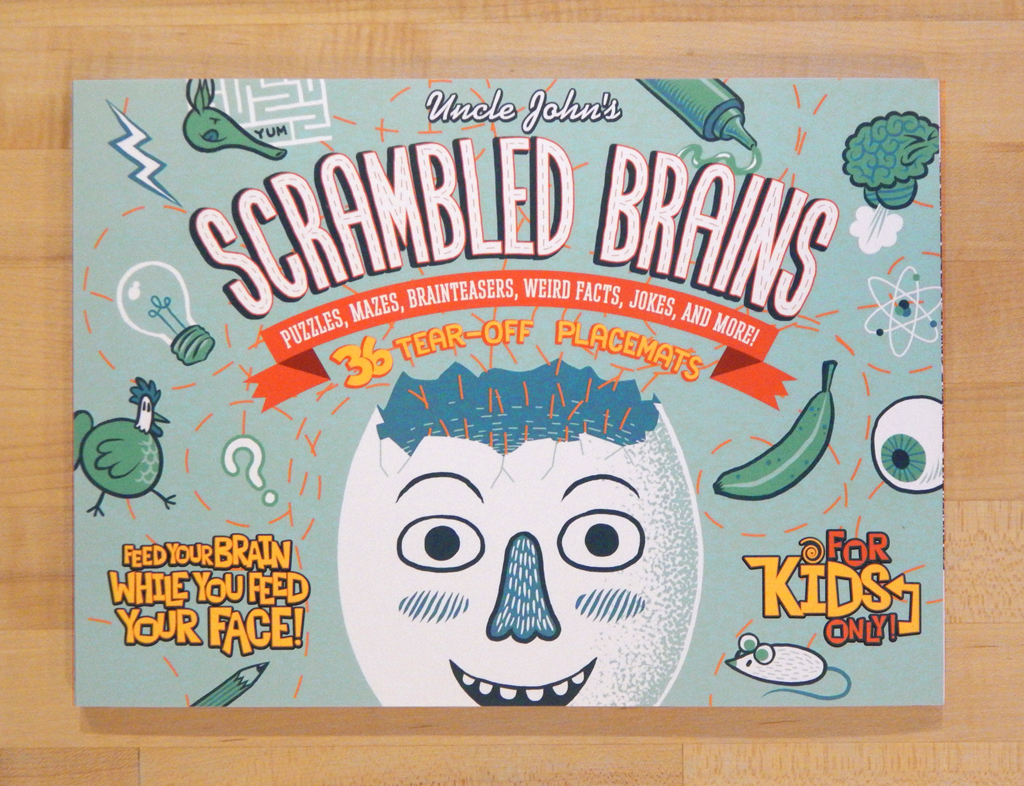 YUM
Uncle John's
SCRAMBLED BRAINS
PUZZLES, MAZES, BRAINTEASERS, WEIRD FACTS, JOKES, AND MORE!
36 TEAR-OFF PLACEMATS
FEED YOUR BRAIN
WHILE YOU FEED
YOUR FACE!
FOR
KIDS
ONLY!